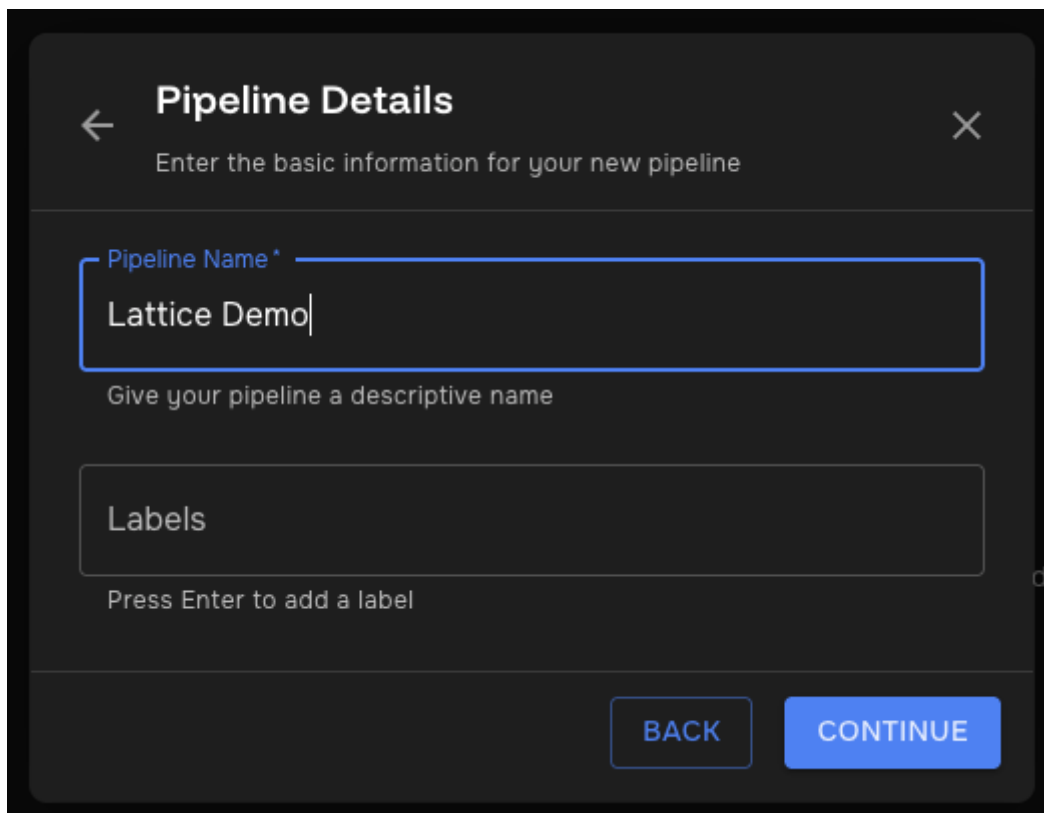 Pipeline Details
Enter the basic information for your new pipeline
Pipeline Name *
Lattice Demo
Give your pipeline a descriptive name
Labels
Press Enter to add a label
BACK
CONTINUE